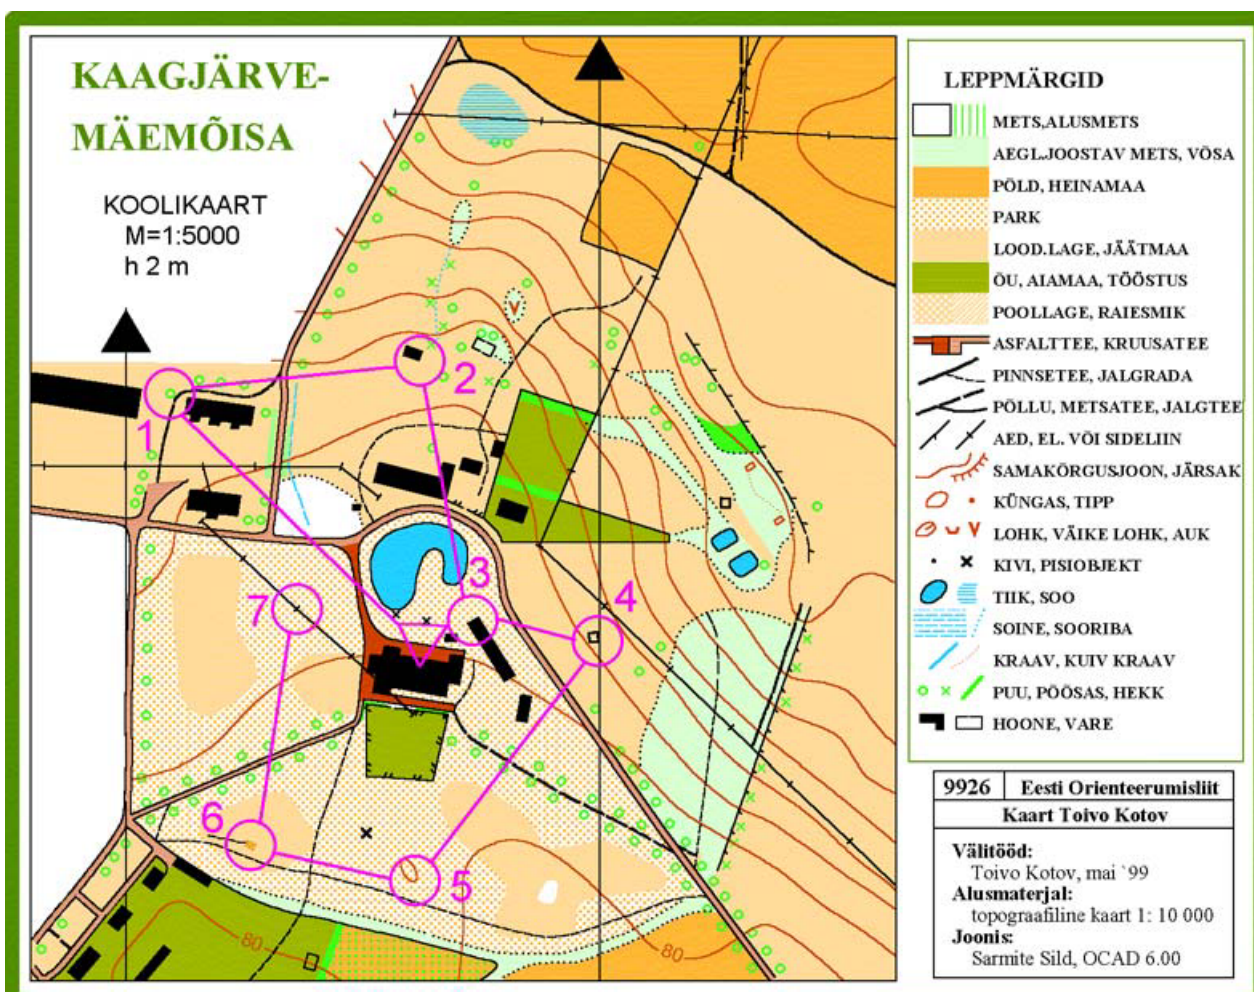 KAAGJÄRVE-
MÄEMÕISA
KOOLIKAART
M=1:5000
h 2 m
1
2
3
4
5
6
7
80
80
LEPPMÄRGID
METS,ALUSMETS
AEGL.JOOSTAV METS, VÕSA
PÕLD, HEINAMAA
PARK
LOOD.LAGE, JÄÄTMAA
ÕU, AIAMAA, TÖÖSTUS
POOLLAGE, RAIESMIK
ASFALTTEE, KRUUSATEE
PINNSETEE, JALGRADA
PÕLLU, METSATEE, JALGTEE
AED, EL. VÕI SIDELIIN
SAMAKÕRGUSJOON, JÄRSAK
KÜNGAS, TIPP
LOHK, VÄIKE LOHK, AUK
KIVI, PISIOBJEKT
TIIK, SOO
SOINE, SOORIBA
KRAAV, KUIV KRAAV
PUU, PÕÕSAS, HEKK
HOONE, VARE
9926 Eesti Orienteerumisliit
Kaart Toivo Kotov
Välitööd:
Toivo Kotov, mai `99
Alusmaterjal:
topograafiline kaart 1: 10 000
Joonis:
Sarmite Sild, OCAD 6.00